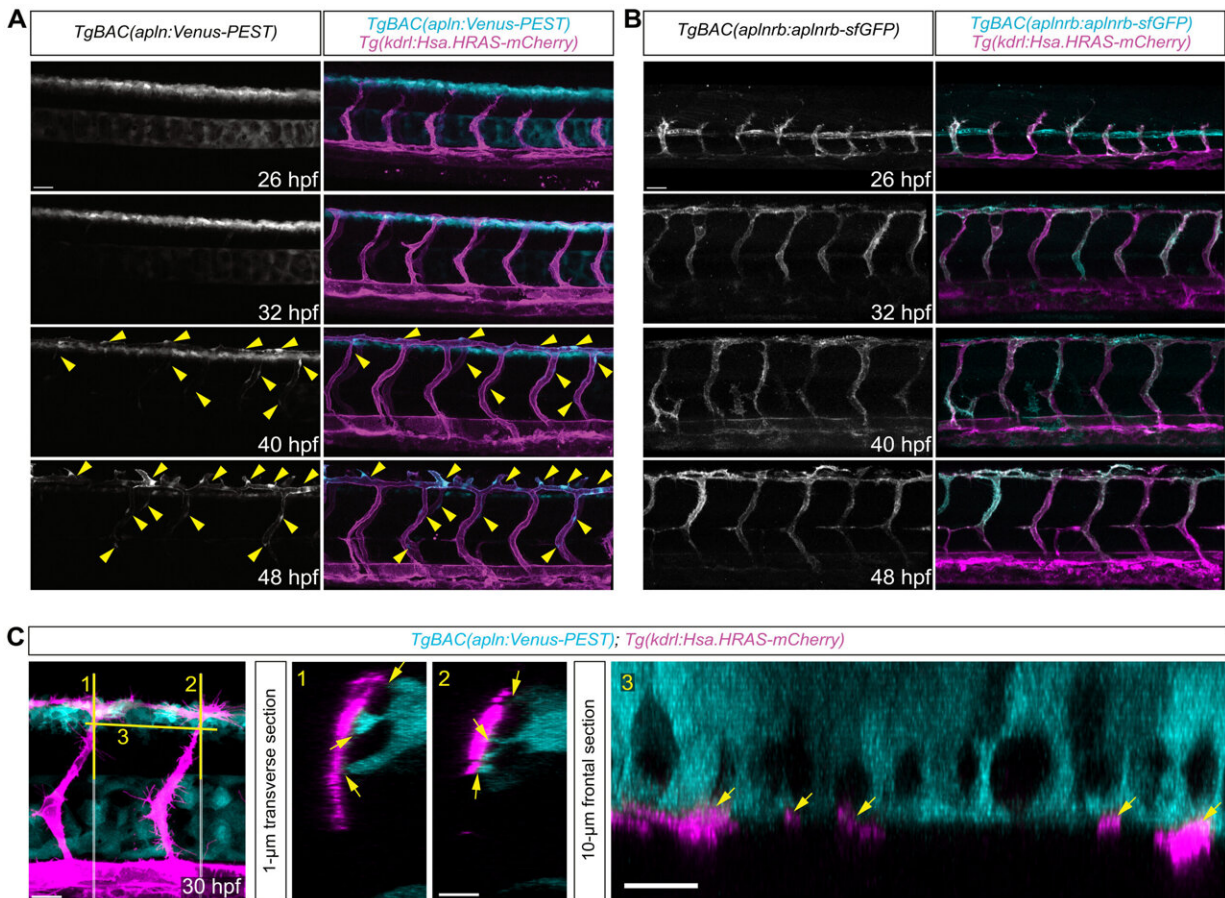 A
TgBAC(apln:Venus-PEST)
TgBAC(apln:Venus-PEST)
Tg(kdrl:Hsa.HRAS-mCherry)
26 hpf
32 hpf
40 hpf
48 hpf
B
TgBAC(aplnrb:aplnrb-sfGFP)
TgBAC(aplnrb:aplnrb-sfGFP)
Tg(kdrl:Hsa.HRAS-mCherry)
26 hpf
32 hpf
40 hpf
48 hpf
C
TgBAC(apln:Venus-PEST); Tg(kdrl:Hsa.HRAS-mCherry)
1
2
3
30 hpf
1-µm transverse section
1
2
10-µm frontal section
3